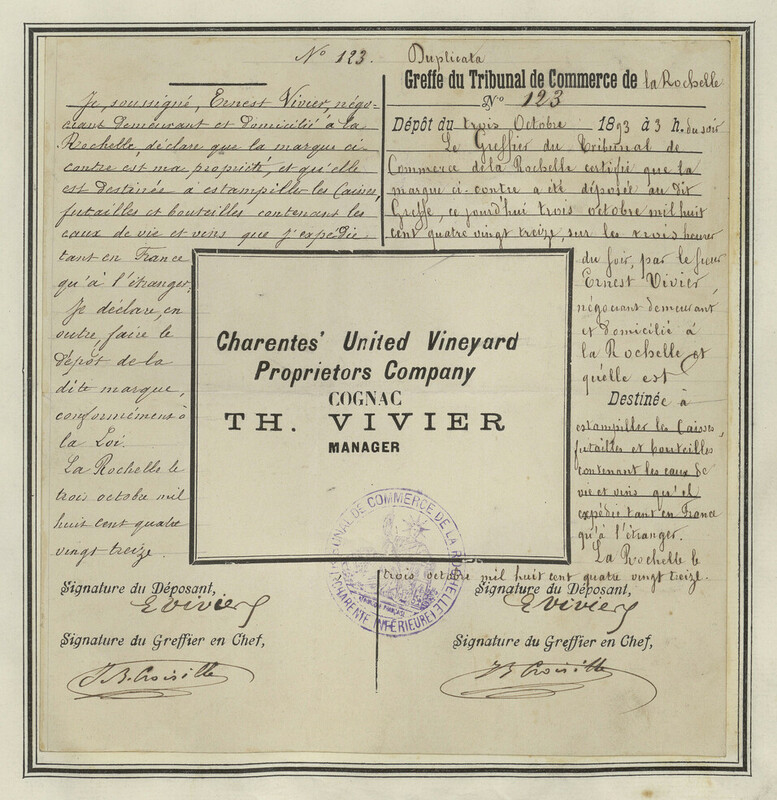 N° 123.
Duplicata
Greffe du Tribunal de Commerce de la Rochelle
N° 123
Dépôt du trois Octobre 1893 à 3 h. du soir
Je, soussigné, Ernest Vivier, négo-
ciant demeurant et domicilié à la
Rochelle déclare que la marque ci-
contre est ma propriété, et qu'elle
est destinée à estampiller les Caisses,
futailles et bouteilles contenant les
eaux de vie et vins que j'expédie
tant en France
qu'à l'étranger.
Je déclare, en
outre, faire le
dépôt de la
dite marque,
conformément à
la Loi.
La Rochelle le
trois octobre mil
huit cent quatre
vingt treize.
Le Greffier du Tribunal de
Commerce de la Rochelle certifie que la
marque ci-contre a été déposée au dit
Greffe, ce jourd'hui trois octobre mil huit
cent quatre vingt treize, sur les trois heures
du soir, par le sieur
Ernest Vivier,
négociant demeurant
et domicilié à
la Rochelle et
qu'elle est
Destinée à
estampiller les Caisses,
futailles et bouteilles
contenant les eaux de
vie et vins qu'il
expédie tant en France
qu'à l'étranger.
La Rochelle le
trois octobre mil huit cent quatre vingt treize.
Charentes' United Vineyard
Proprietors Company
COGNAC
TH. VIVIER
MANAGER
TRIBUNAL DE COMMERCE DE LA ROCHELLE
(CHARENTE INFÉRIEURE)
Signature du Déposant,
E Vivier
Signature du Greffier en Chef,
J. B. Croisille
Signature du Déposant,
E Vivier
Signature du Greffier en Chef,
J B Croisille